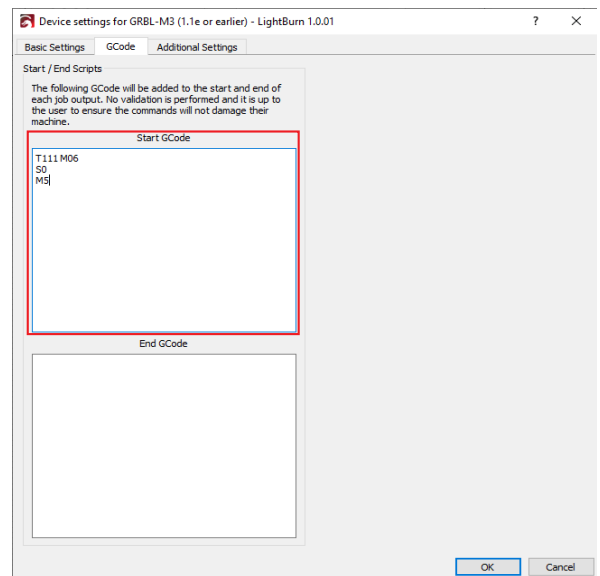 Device settings for GRBL-M3 (1.1e or earlier) - LightBurn 1.0.01
Basic Settings GCode Additional Settings
Start / End Scripts
The following GCode will be added to the start and end of
each job output. No validation is performed and it is up to
the user to ensure the commands will not damage their
machine.
Start GCode
T111 M06
S0
M5
End GCode
OK Cancel